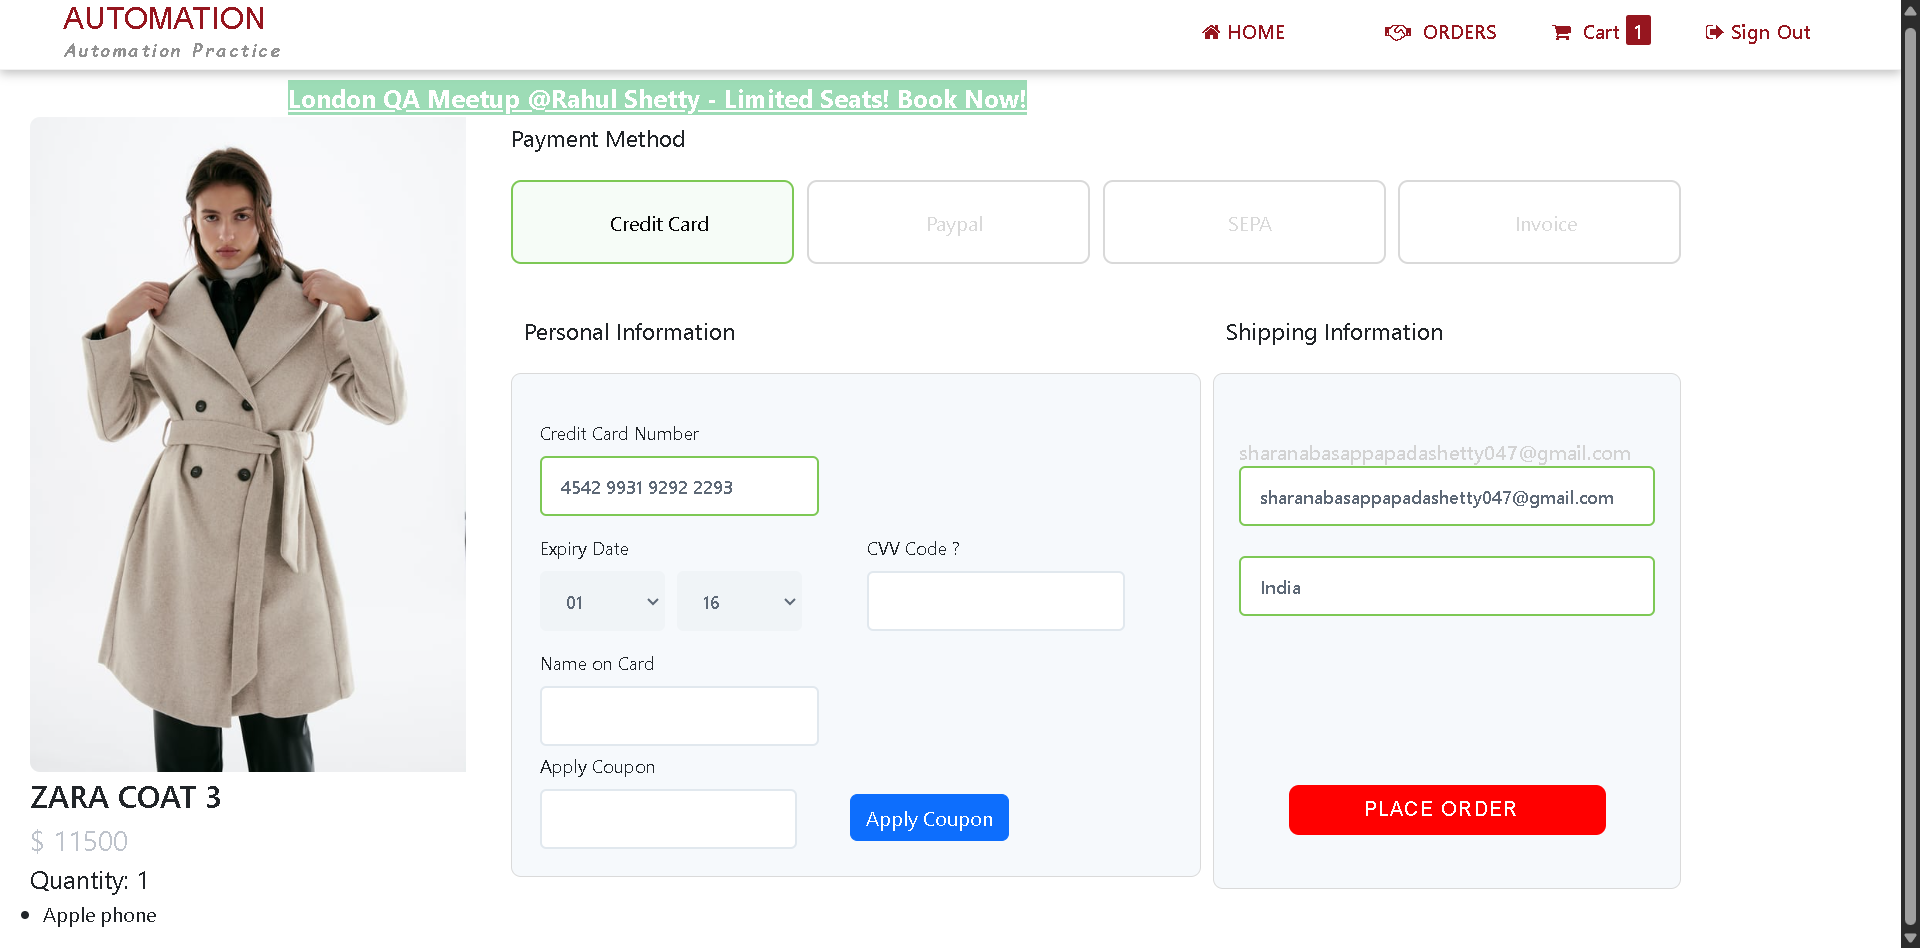 AUTOMATION
Automation Practice
HOME
ORDERS
Cart 1
Sign Out
London QA Meetup @Rahul Shetty - Limited Seats! Book Now!
Payment Method
Credit Card
Paypal
SEPA
Invoice
Personal Information
Credit Card Number
4542 9931 9292 2293
Expiry Date
01
16
CVV Code ?
Name on Card
Apply Coupon
Apply Coupon
Shipping Information
sharanabasappapadashetty047@gmail.com
sharanabasappapadashetty047@gmail.com
India
PLACE ORDER
ZARA COAT 3
$ 11500
Quantity: 1
Apple phone